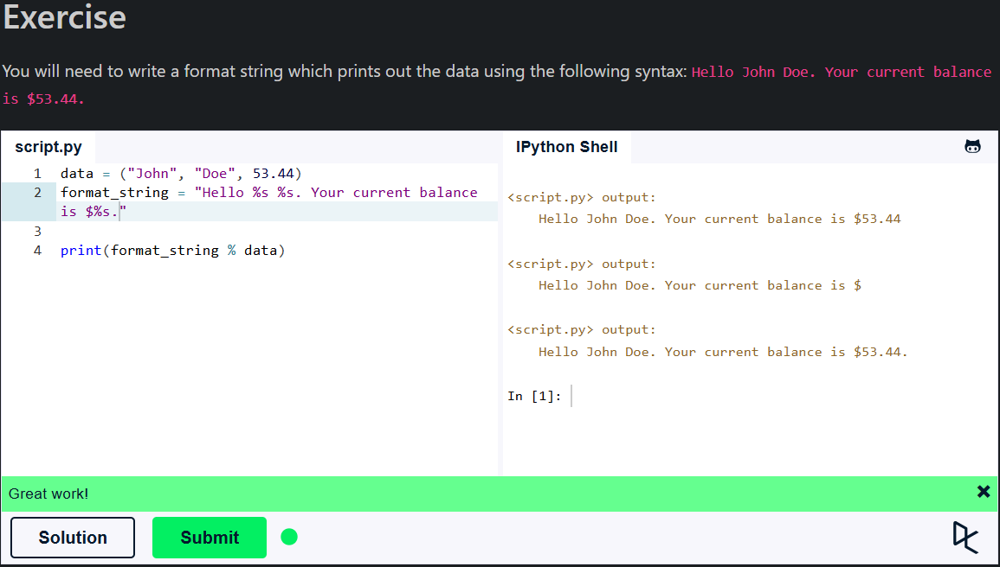 Exercise
You will need to write a format string which prints out the data using the following syntax: Hello John Doe. Your current balance
is $53.44.
script.py
1 data = ("John", "Doe", 53.44)
2 format_string = "Hello %s %s. Your current balance
is $%s."
3
4 print(format_string % data)
IPython Shell
<script.py> output:
Hello John Doe. Your current balance is $53.44
<script.py> output:
Hello John Doe. Your current balance is $
<script.py> output:
Hello John Doe. Your current balance is $53.44.
In [1]:
Great work!
Solution
Submit